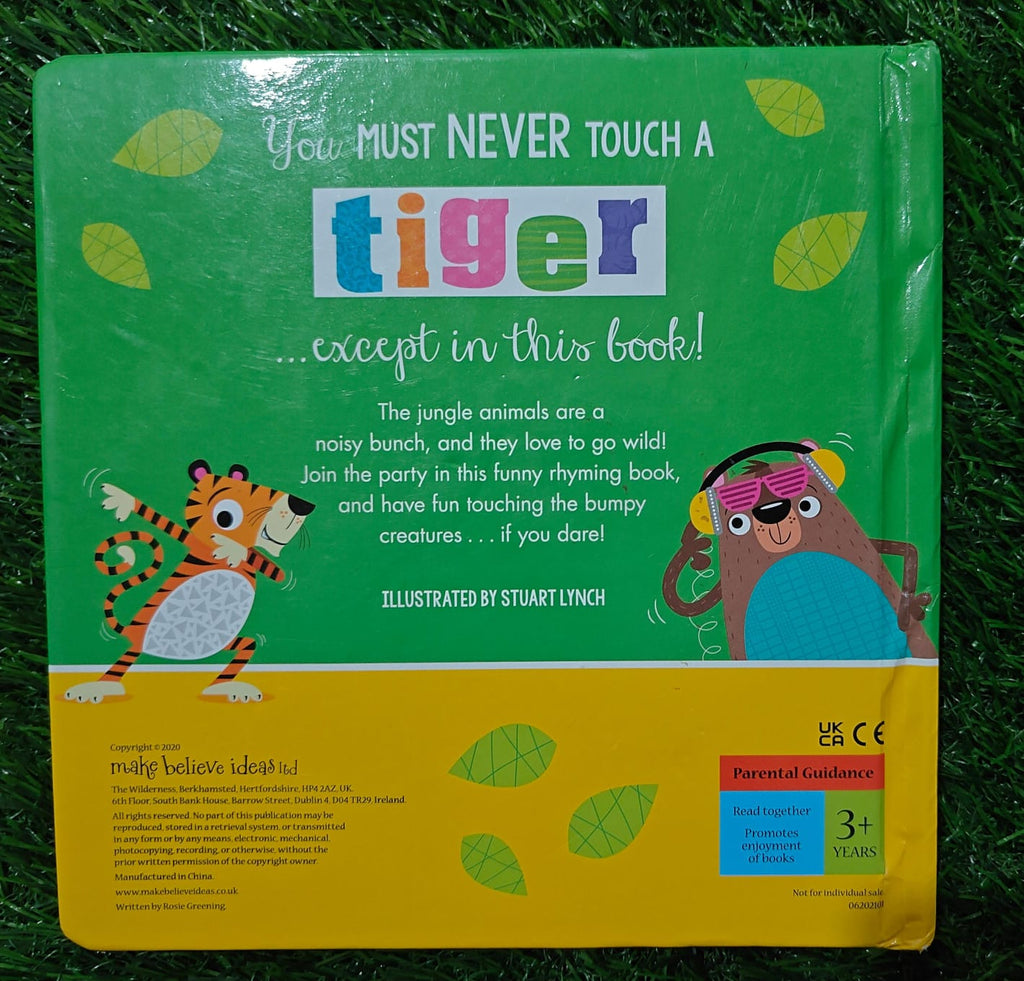 You MUST NEVER TOUCH A
tiger
...except in this book!
The jungle animals are a
noisy bunch, and they love to go wild!
Join the party in this funny rhyming book,
and have fun touching the bumpy
creatures . . . if you dare!
ILLUSTRATED BY STUART LYNCH
Copyright © 2020
make believe ideas ltd
The Wilderness, Berkhamsted, Hertfordshire, HP4 2AZ, UK.
6th Floor, South Bank House, Barrow Street, Dublin 4, D04 TR29, Ireland.
All rights reserved. No part of this publication may be
reproduced, stored in a retrieval system, or transmitted
in any form or by any means, electronic, mechanical,
photocopying, recording, or otherwise, without the
prior written permission of the copyright owner.
Manufactured in China.
www.makebelieveideas.co.uk
Written by Rosie Greening.
UK
CA CE
Parental Guidance
Read together
Promotes
enjoyment
of books
3+
YEARS
Not for individual sale